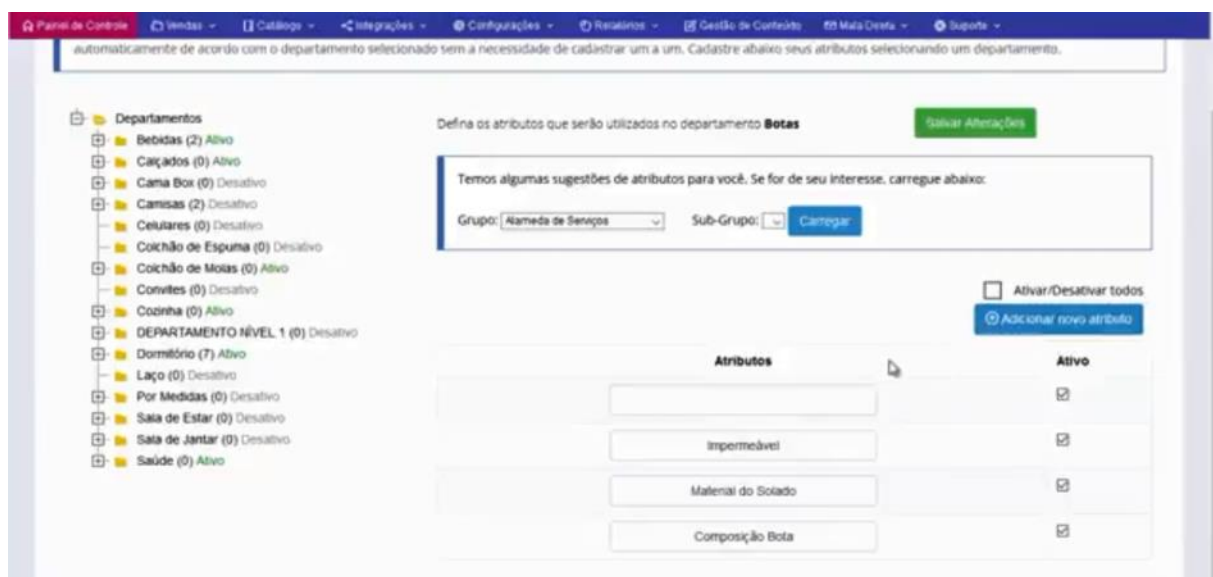 Painel de Controle Vendas Catálogo Integrações Configurações Relatórios Gestão de Conteúdo Mala Direta Suporte
automaticamente de acordo com o departamento selecionado sem a necessidade de cadastrar um a um. Cadastre abaixo seus atributos selecionando um departamento.
Departamentos
Bebidas (2) Ativo
Calçados (0) Ativo
Cama Box (0) Desativo
Camisas (2) Desativo
Celulares (0) Desativo
Colchão de Espuma (0) Desativo
Colchão de Molas (0) Ativo
Convites (0) Desativo
Cozinha (0) Ativo
DEPARTAMENTO NÍVEL 1 (0) Desativo
Dormitório (7) Ativo
Laço (0) Desativo
Por Medidas (0) Desativo
Sala de Estar (0) Desativo
Sala de Jantar (0) Desativo
Saúde (0) Ativo
Defina os atributos que serão utilizados no departamento Botas
Salvar Alterações
Temos algumas sugestões de atributos para você. Se for de seu interesse, carregue abaixo:
Grupo: Alameda de Serviços Sub-Grupo: Carregar
Ativar/Desativar todos
Adicionar novo atributo
Atributos Ativo
Impermeável
Material do Solado
Composição Bota